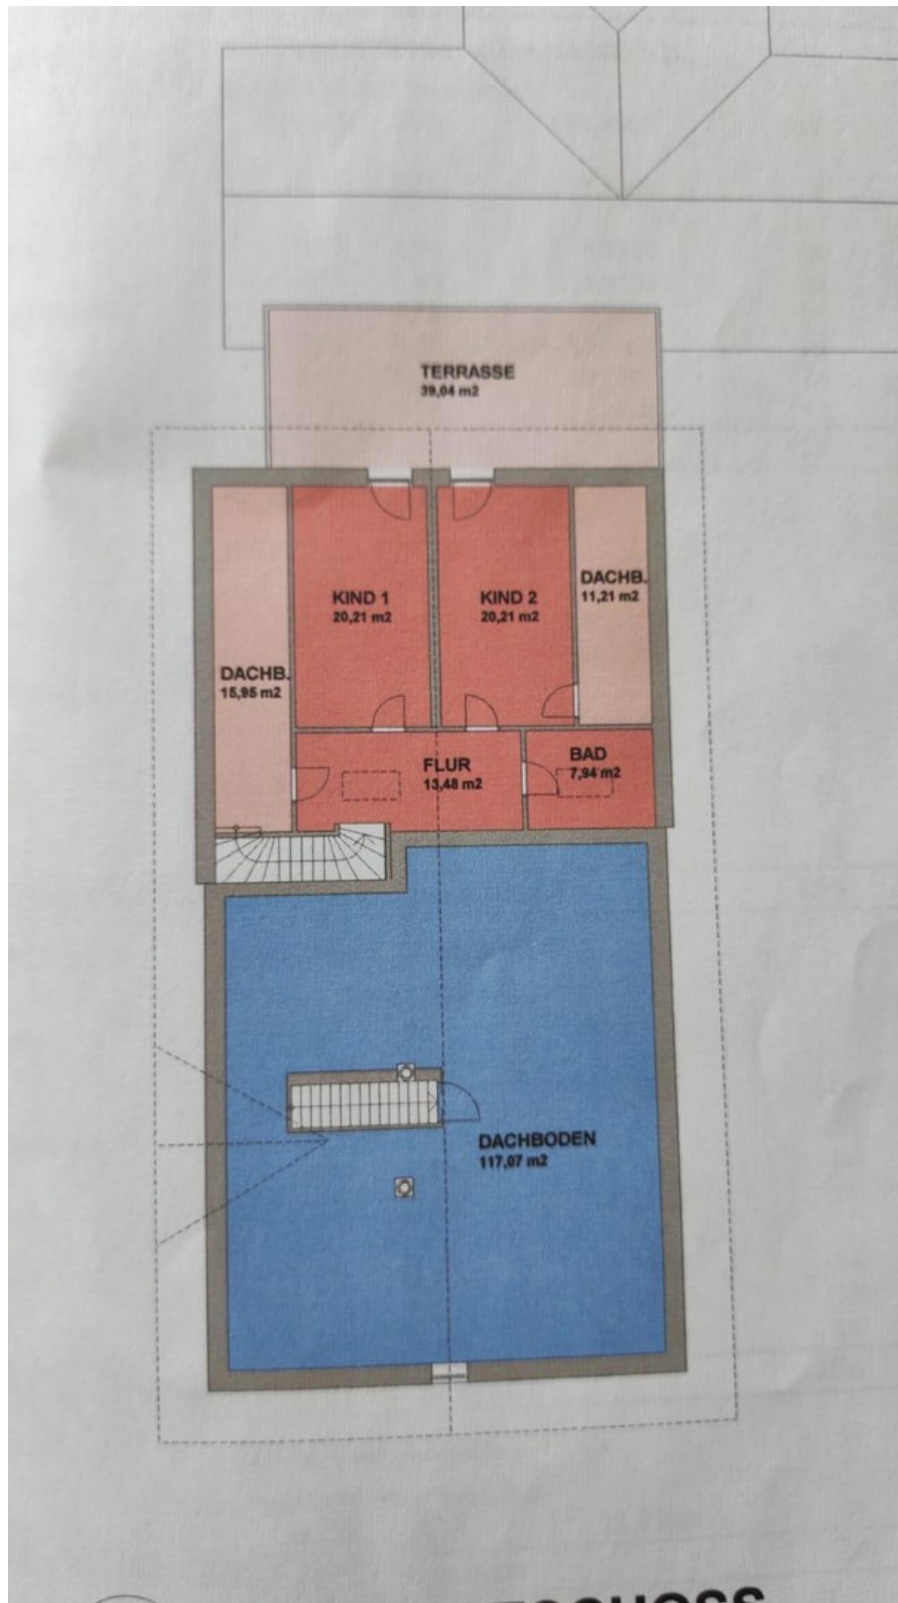 TERRASSE
39,04 m2
KIND 1
20,21 m2
KIND 2
20,21 m2
DACHB.
11,21 m2
DACHB.
15,95 m2
FLUR
13,48 m2
BAD
7,94 m2
DACHBODEN
117,07 m2